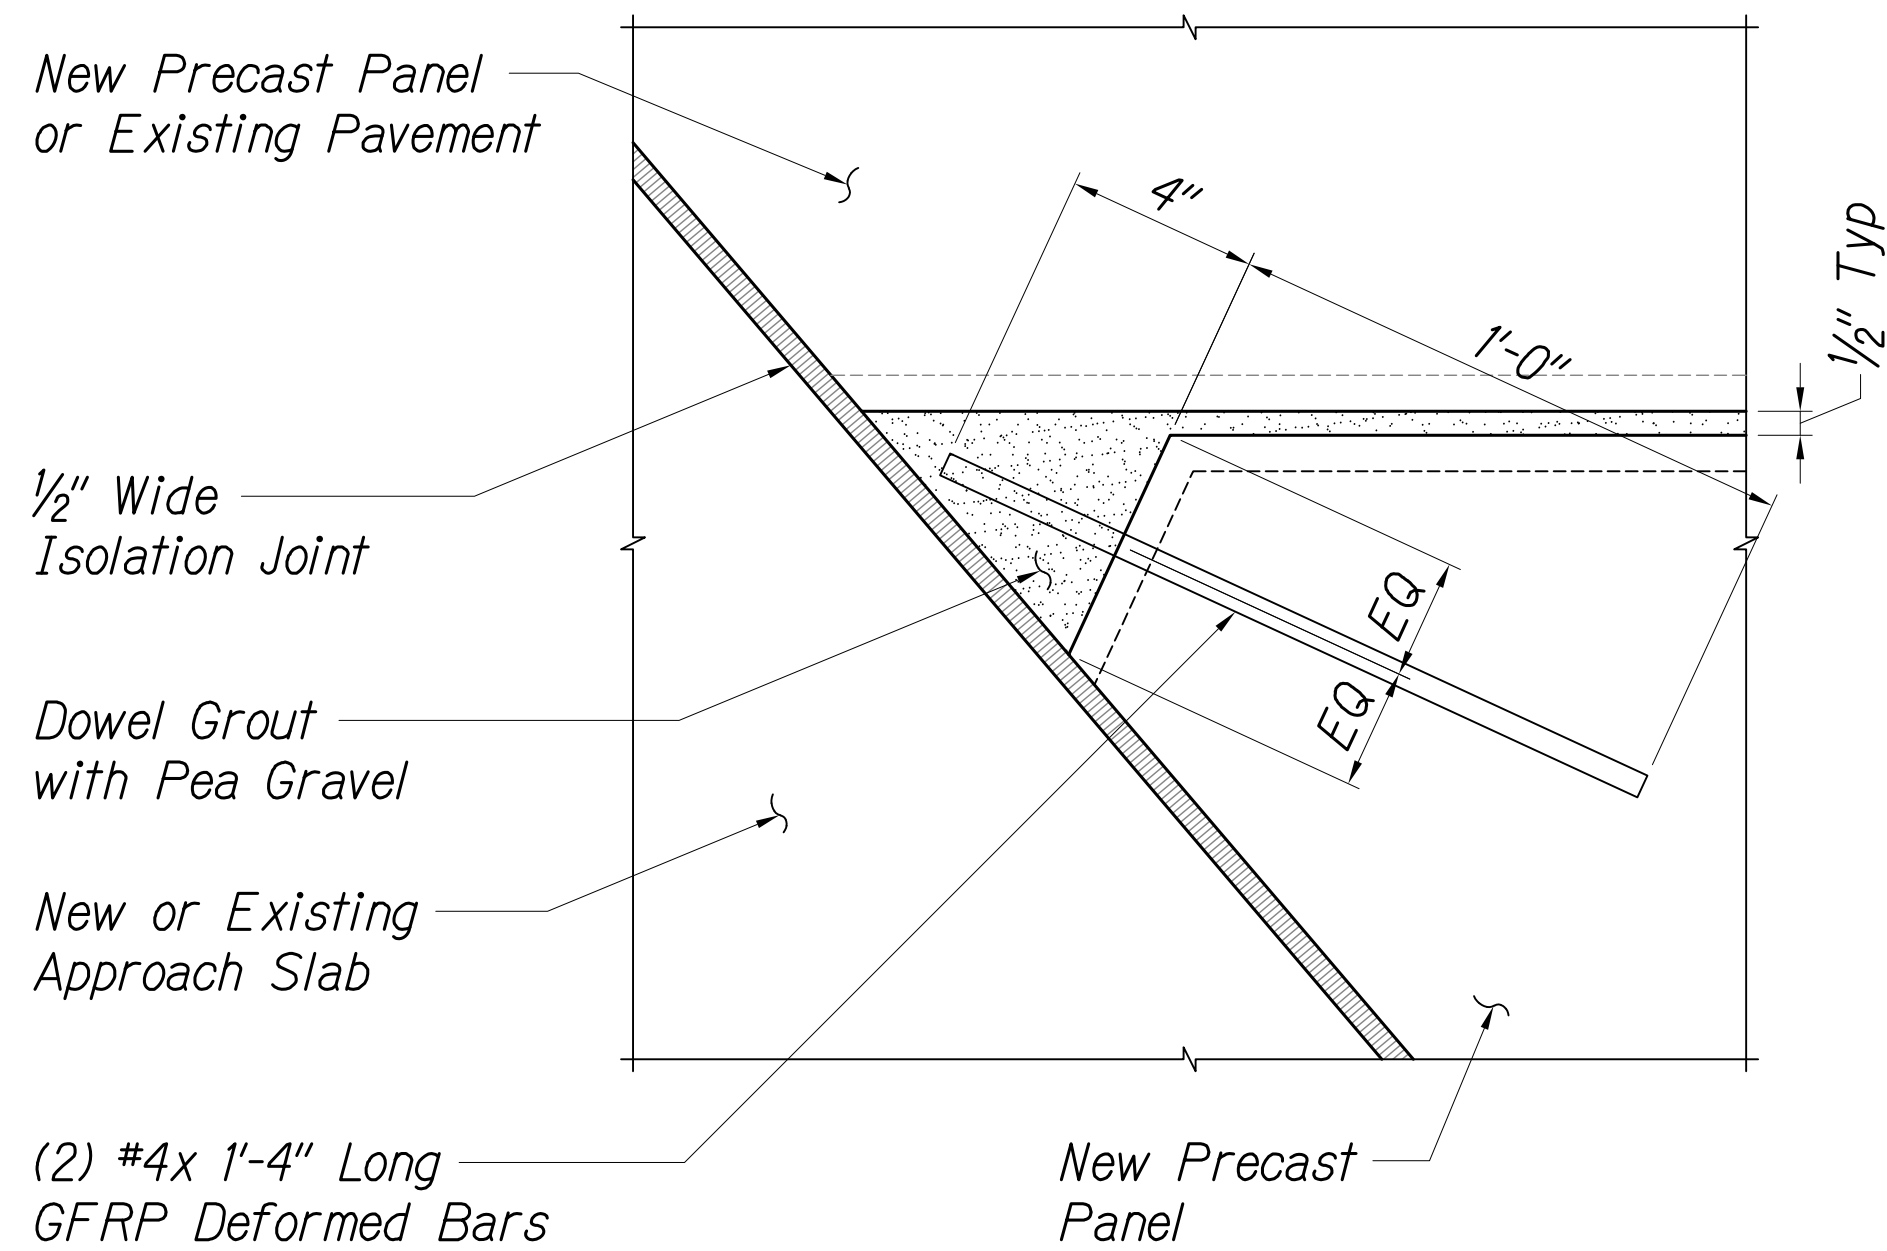 New Precast Panel
or Existing Pavement
4"
1'-0"
½" Typ
½" Wide
Isolation Joint
EQ
EQ
Dowel Grout
with Pea Gravel
New or Existing
Approach Slab
(2) #4x 1'-4" Long
GFRP Deformed Bars
New Precast
Panel